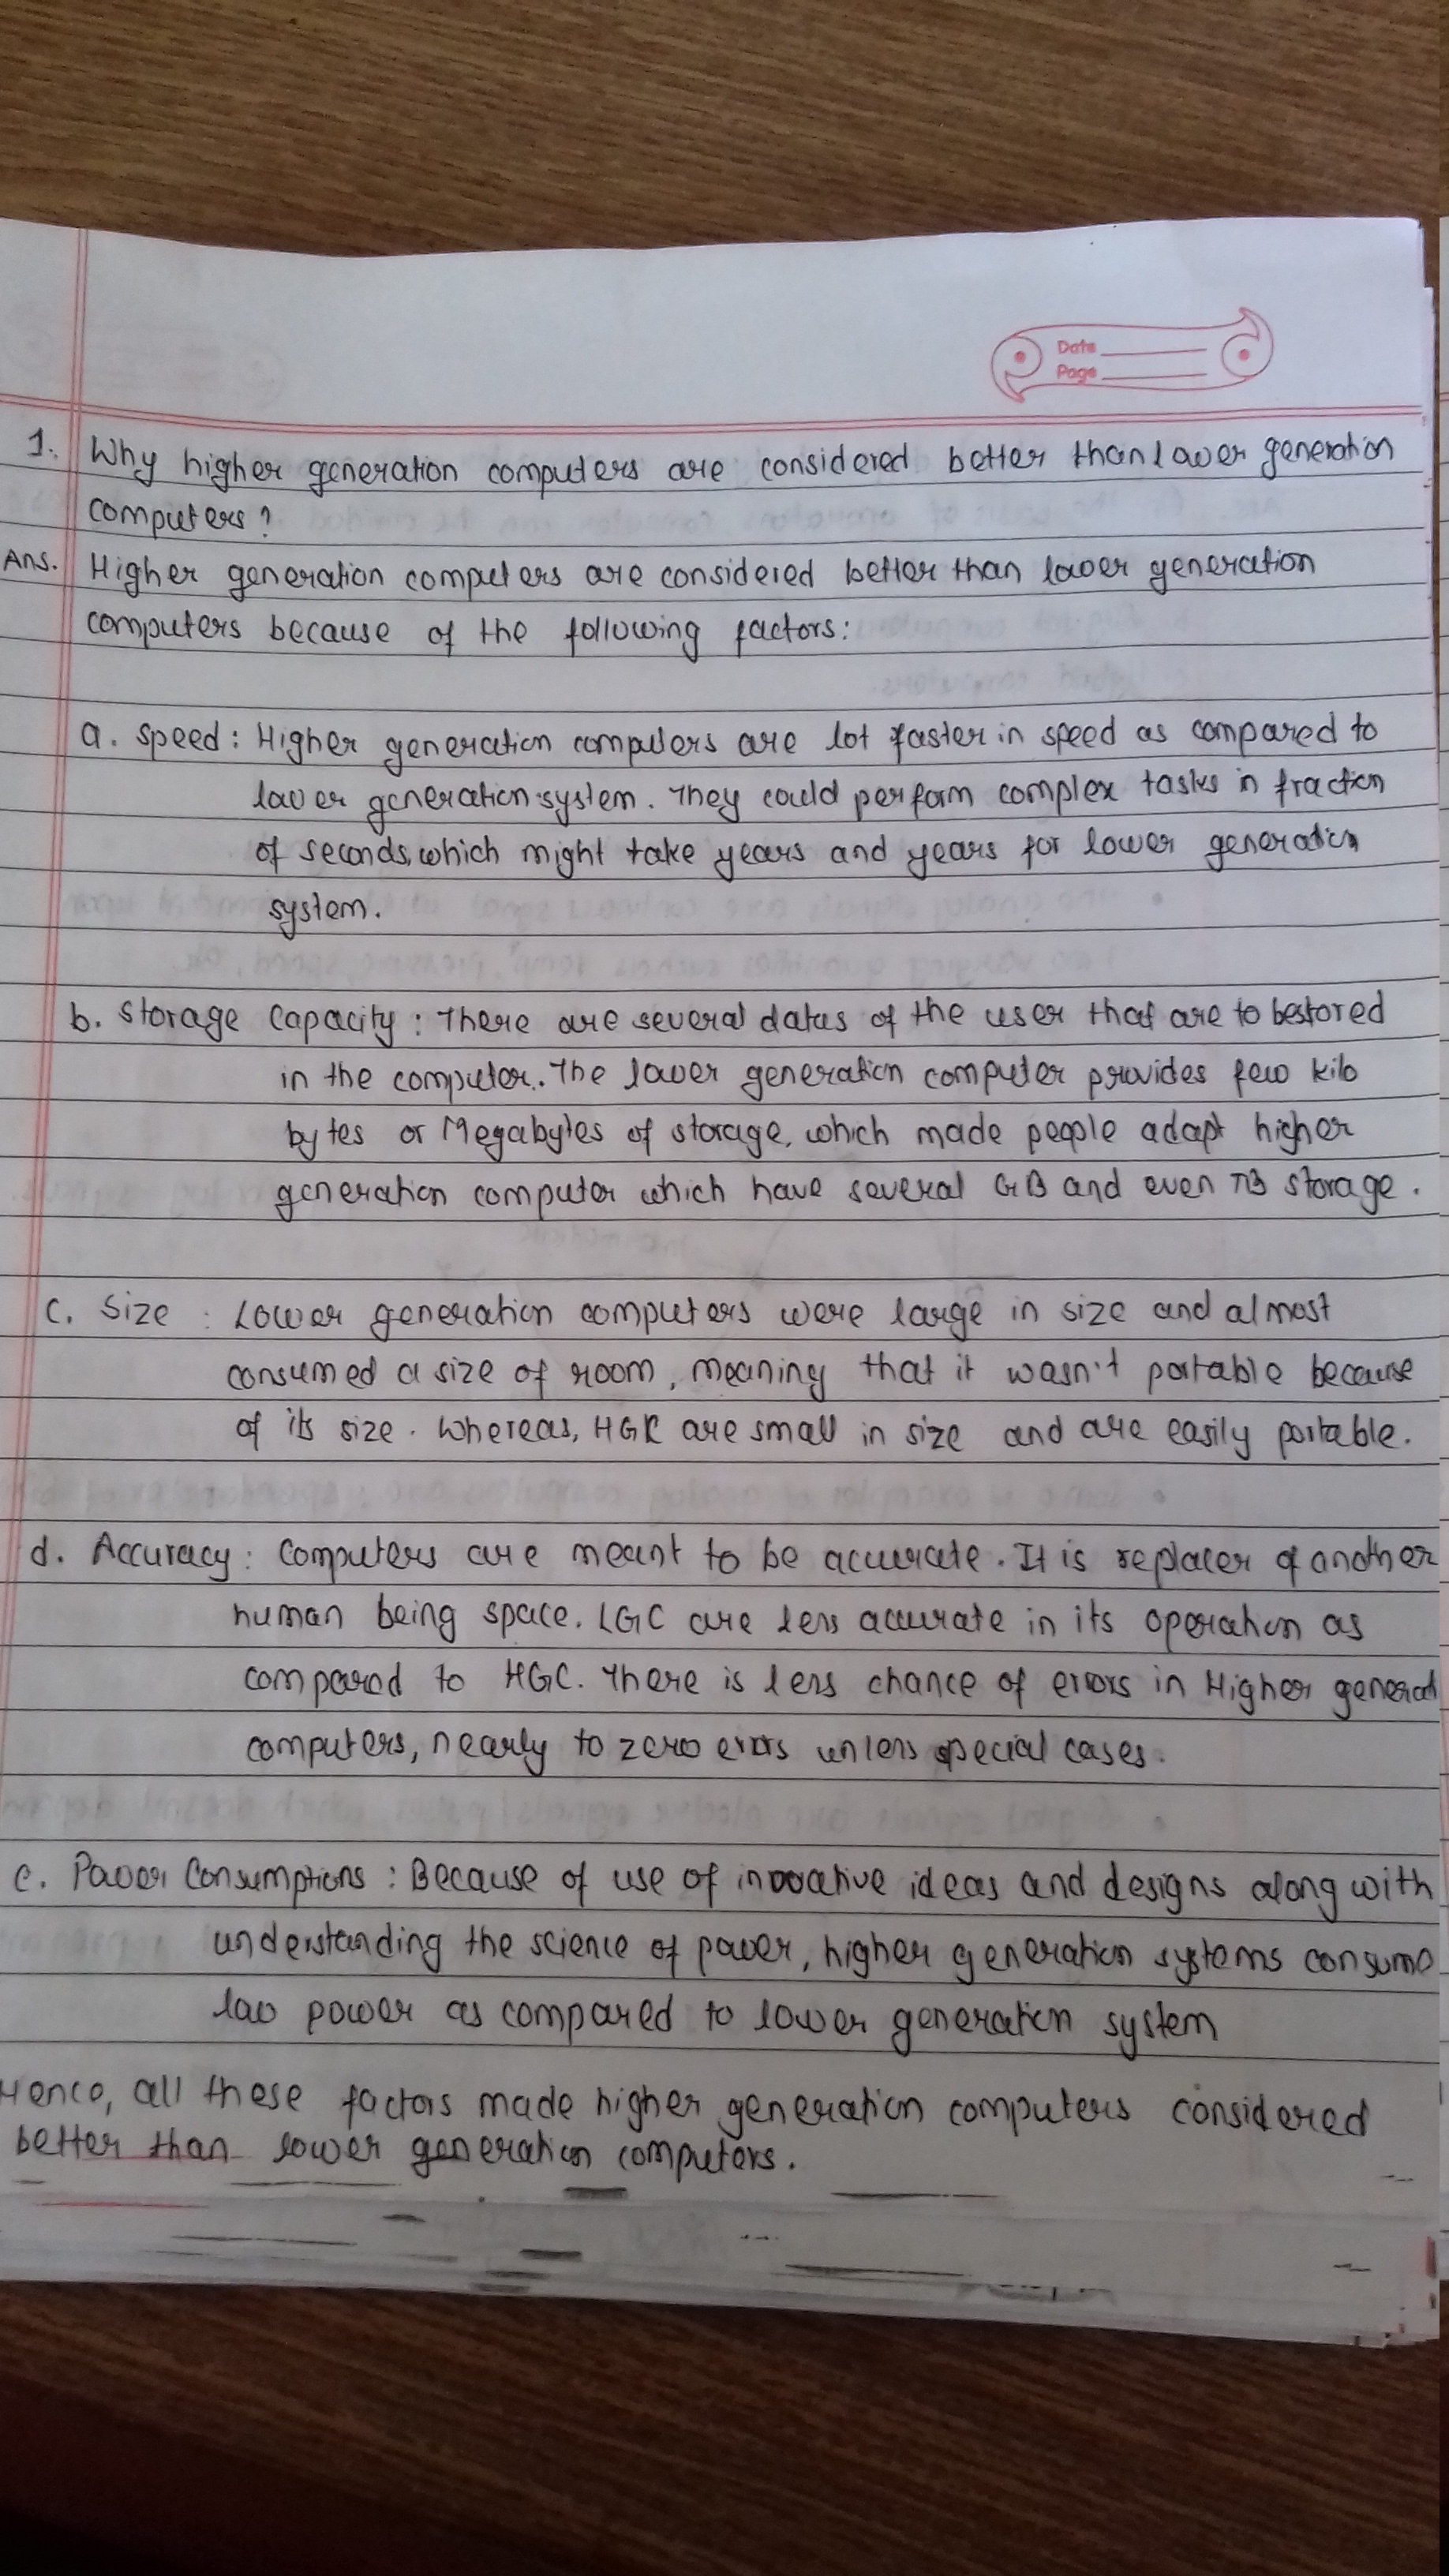 Date
Page
1. Why higher generation computers are considered better than lower generation
computers?
Ans. Higher generation computers are considered better than lower generation
computers because of the following factors:
a. Speed: Higher generation computers are lot faster in speed as compared to
lower generation system. They could perform complex tasks in fraction
of seconds, which might take years and years for lower generation
system.
b. Storage Capacity: There are several datas of the user that are to be stored
in the computer. The lower generation computer provides few kilo
bytes or Megabytes of storage, which made people adapt higher
generation computer which have several GB and even TB storage.
c. Size : Lower generation computers were large in size and almost
consumed a size of room, meaning that it wasn't portable because
of its size. Whereas, HGC are small in size and are easily portable.
d. Accuracy: Computers are meant to be accurate. It is replacer of another
human being space. LGC are less accurate in its operation as
compared to HGC. There is less chance of errors in Higher generat
computers, nearly to zero errors unless special cases.
e. Power Consumptions: Because of use of innovative ideas and designs along with
understanding the science of power, higher generation systems consume
low power as compared to lower generation system
Hence, all these factors made higher generation computers considered
better than lower generation computers.